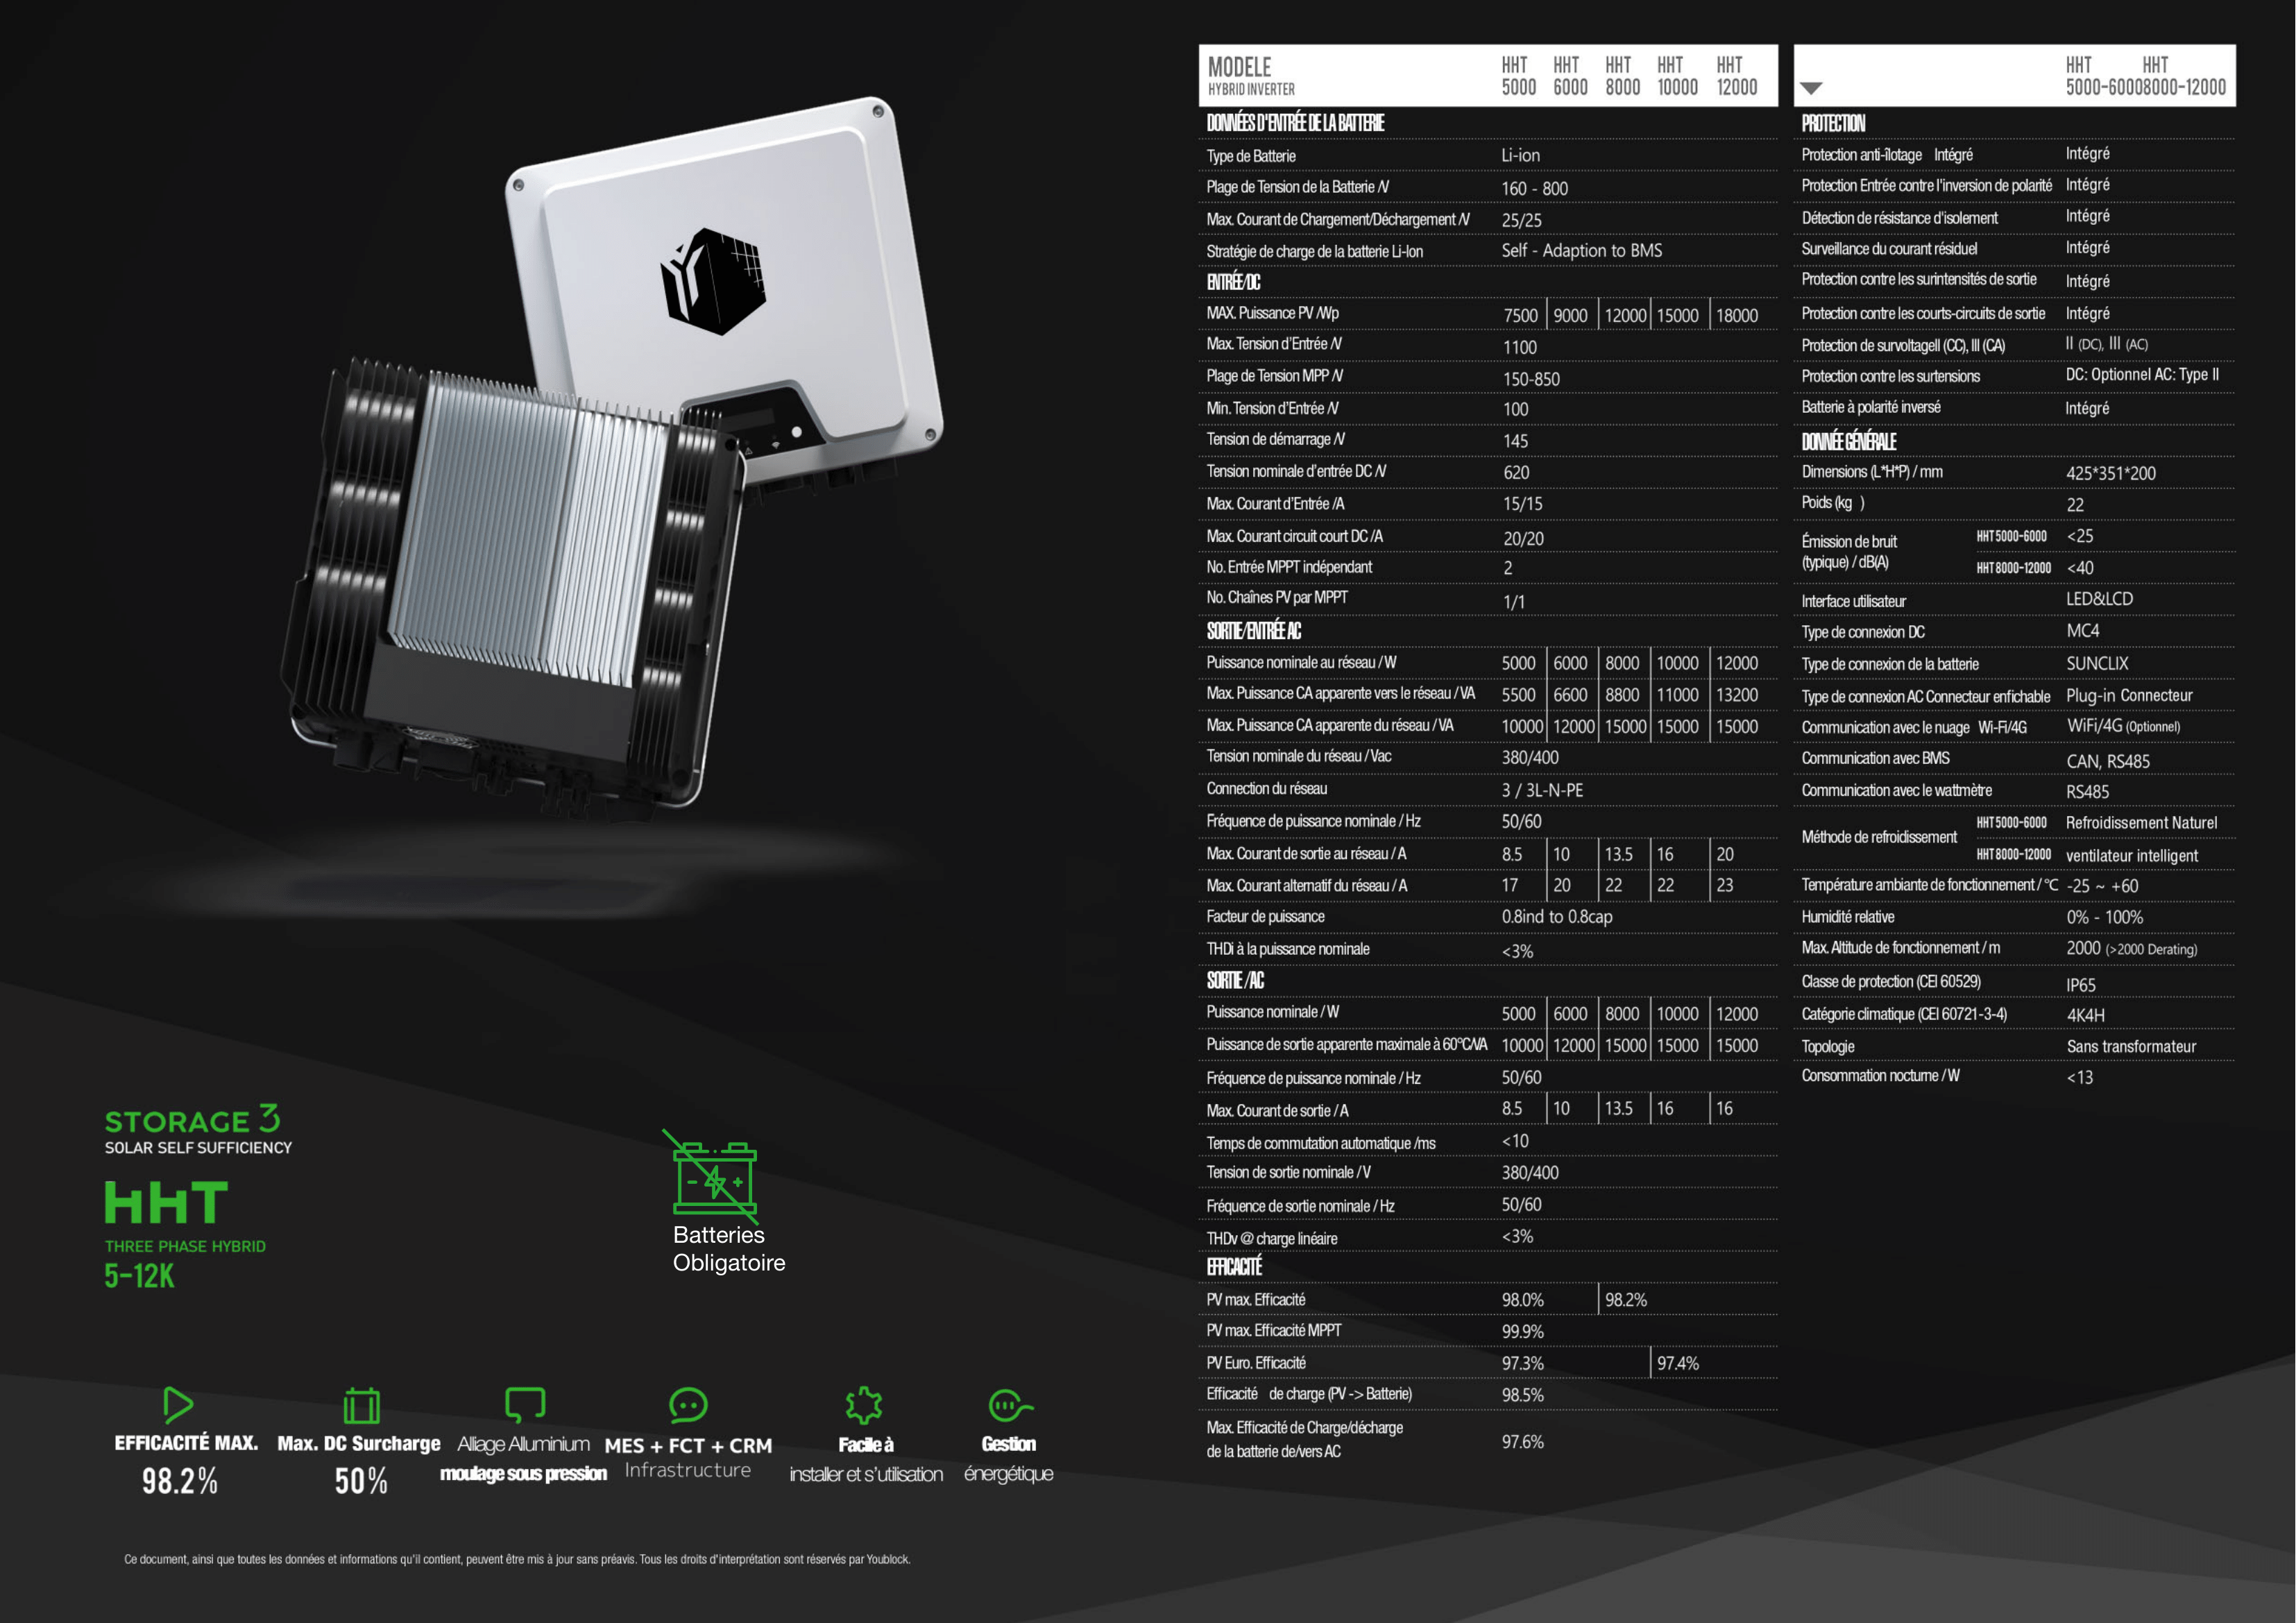 STORAGE 3
SOLAR SELF SUFFICIENCY
HHT
THREE PHASE HYBRID
5-12K
Batteries
Obligatoire
EFFICACITÉ MAX.
98.2%
Max. DC Surcharge
50%
Alliage Aluminium
moulage sous pression
MES + FCT + CRM
Infrastructure
Facile à
installer et s'utilisation
Gestion
énergétique
Ce document, ainsi que toutes les données et informations qu'il contient, peuvent être mis à jour sans préavis. Tous les droits d'interprétation sont réservés par Youblock.
MODELE HHT HHT HHT HHT HHT
HYBRID INVERTER 5000 6000 8000 10000 12000
DONNÉES D'ENTRÉE DE LA BATTERIE
Type de Batterie Li-ion
Plage de Tension de la Batterie /V 160 - 800
Max. Courant de Chargement/Déchargement /V 25/25
Stratégie de charge de la batterie Li-Ion Self - Adaption to BMS
ENTRÉE/DC
MAX. Puissance PV /Wp 7500 9000 12000 15000 18000
Max. Tension d'Entrée /V 1100
Plage de Tension MPP /V 150-850
Min. Tension d'Entrée /V 100
Tension de démarrage /V 145
Tension nominale d'entrée DC /V 620
Max. Courant d'Entrée /A 15/15
Max. Courant circuit court DC /A 20/20
No. Entrée MPPT indépendant 2
No. Chaînes PV par MPPT 1/1
SORTIE/ENTRÉE AC
Puissance nominale au réseau / W 5000 6000 8000 10000 12000
Max. Puissance CA apparente vers le réseau / VA 5500 6600 8800 11000 13200
Max. Puissance CA apparente du réseau / VA 10000 12000 15000 15000 15000
Tension nominale du réseau / Vac 380/400
Connection du réseau 3 / 3L-N-PE
Fréquence de puissance nominale / Hz 50/60
Max. Courant de sortie au réseau / A 8.5 10 13.5 16 20
Max. Courant alternatif du réseau / A 17 20 22 22 23
Facteur de puissance 0.8ind to 0.8cap
THDi à la puissance nominale <3%
SORTIE /AC
Puissance nominale / W 5000 6000 8000 10000 12000
Puissance de sortie apparente maximale à 60°C/VA 10000 12000 15000 15000 15000
Fréquence de puissance nominale / Hz 50/60
Max. Courant de sortie / A 8.5 10 13.5 16 16
Temps de commutation automatique /ms <10
Tension de sortie nominale / V 380/400
Fréquence de sortie nominale / Hz 50/60
THDv @ charge linéaire <3%
EFFICACITÉ
PV max. Efficacité 98.0% 98.2%
PV max. Efficacité MPPT 99.9%
PV Euro. Efficacité 97.3% 97.4%
Efficacité de charge (PV -> Batterie) 98.5%
Max. Efficacité de Charge/décharge
de la batterie de/vers AC 97.6%
HHT HHT
5000-6000 8000-12000
PROTECTION
Protection anti-îlotage Intégré Intégré
Protection Entrée contre l'inversion de polarité Intégré
Détection de résistance d'isolement Intégré
Surveillance du courant résiduel Intégré
Protection contre les surintensités de sortie Intégré
Protection contre les courts-circuits de sortie Intégré
Protection de survoltageII (CC), III (CA) II (DC), III (AC)
Protection contre les surtensions DC: Optionnel AC: Type II
Batterie à polarité inversé Intégré
DONNÉE GÉNÉRALE
Dimensions (L*H*P) / mm 425*351*200
Poids (kg ) 22
Émission de bruit
(typique) / dB(A)
HHT 5000-6000 <25
HHT 8000-12000 <40
Interface utilisateur LED&LCD
Type de connexion DC MC4
Type de connexion de la batterie SUNCLIX
Type de connexion AC Connecteur enfichable Plug-in Connecteur
Communication avec le nuage Wi-Fi/4G WiFi/4G (Optionnel)
Communication avec BMS CAN, RS485
Communication avec le wattmètre RS485
Méthode de refroidissement
HHT 5000-6000 Refroidissement Naturel
HHT 8000-12000 ventilateur intelligent
Température ambiante de fonctionnement / °C -25 ~ +60
Humidité relative 0% - 100%
Max. Altitude de fonctionnement / m 2000 (>2000 Derating)
Classe de protection (CEI 60529) IP65
Catégorie climatique (CEI 60721-3-4) 4K4H
Topologie Sans transformateur
Consommation nocturne / W <13